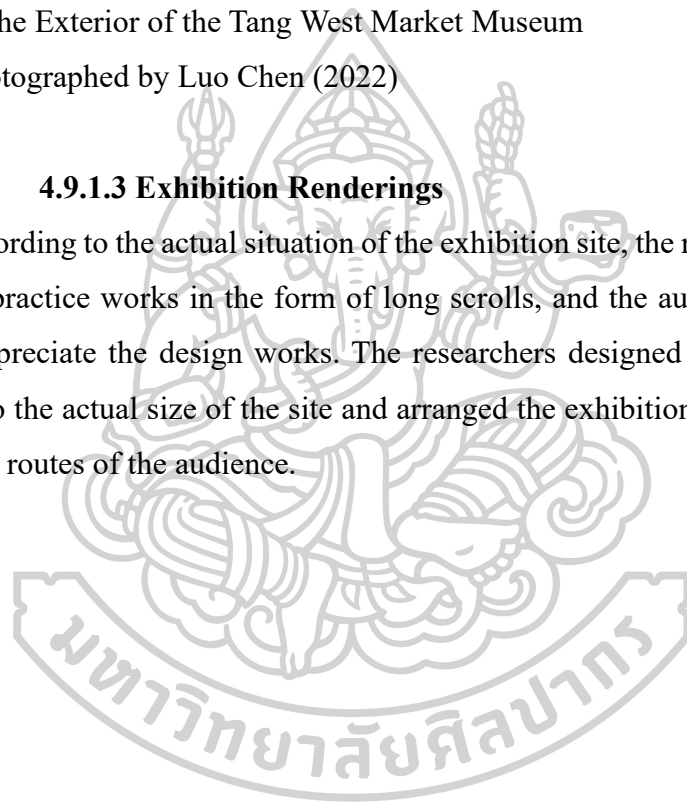 he Exterior of the Tang West Market Museum
otographed by Luo Chen (2022)
4.9.1.3 Exhibition Renderings
ording to the actual situation of the exhibition site, the r
practice works in the form of long scrolls, and the au
preciate the design works. The researchers designed
o the actual size of the site and arranged the exhibition
routes of the audience.
มหาวิทยาลัยศิลปากร